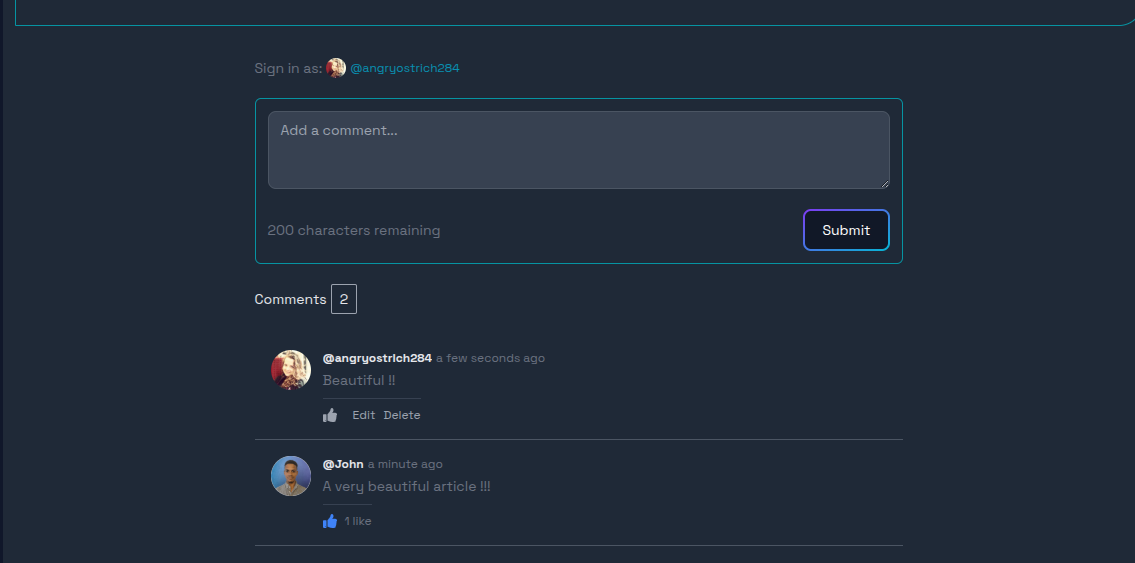 Sign in as: @angryostrich284
Add a comment...
200 characters remaining
Submit
Comments 2
@angryostrich284 a few seconds ago
Beautiful !!
Edit Delete
@John a minute ago
A very beautiful article !!!
1 like